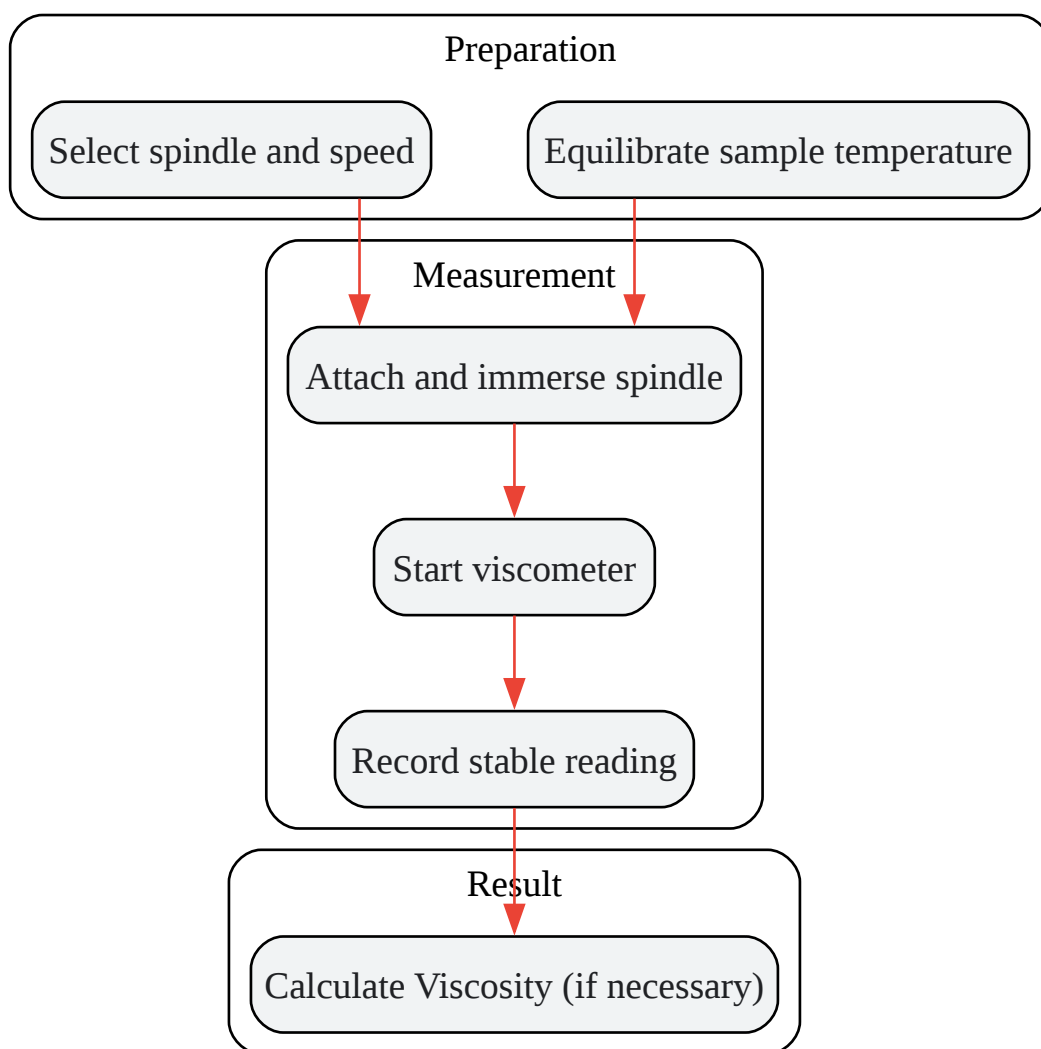 Preparation
Select spindle and speed
Equilibrate sample temperature
Measurement
Attach and immerse spindle
Start viscometer
Record stable reading
Result
Calculate Viscosity (if necessary)